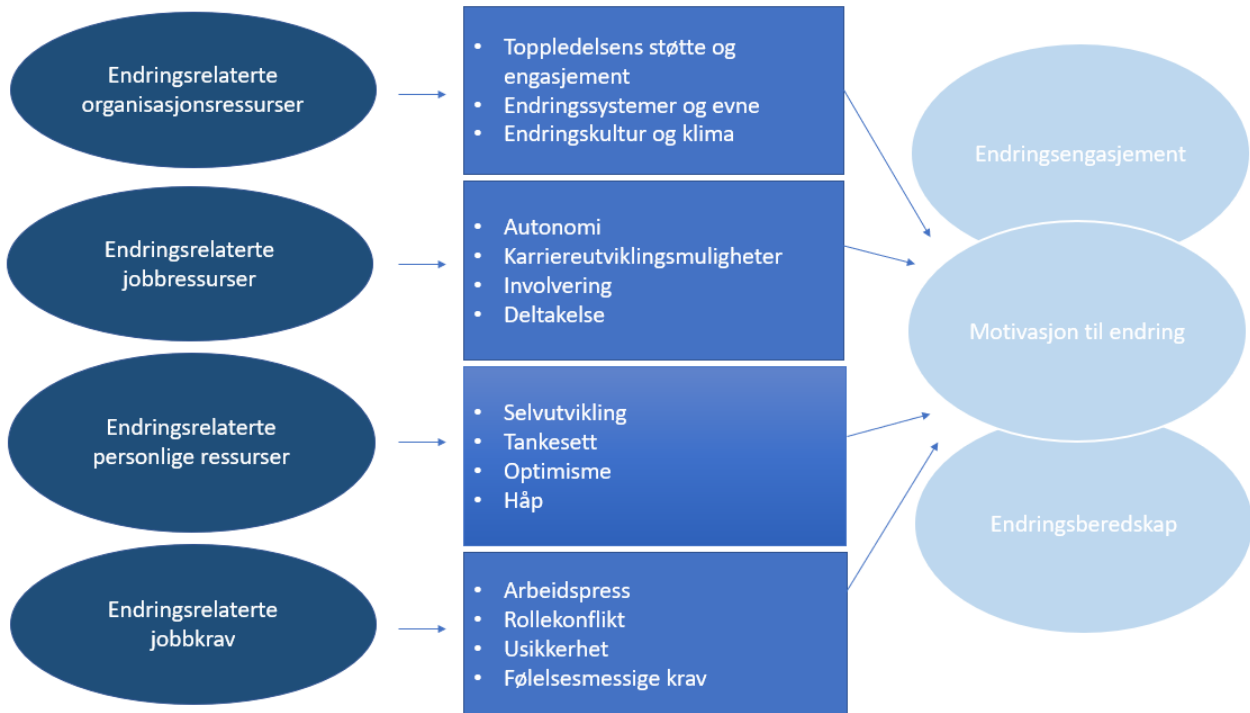 Endringsrelaterte
organisasjonsressurser
• Toppledelsens støtte og
engasjement
• Endringssystemer og evne
• Endringskultur og klima
Endringsengasjement
Endringsrelaterte
jobbressurser
• Autonomi
• Karriereutviklingsmuligheter
• Involvering
• Deltakelse
Motivasjon til endring
Endringsrelaterte
personlige ressurser
• Selvutvikling
• Tankesett
• Optimisme
• Håp
Endringsberedskap
Endringsrelaterte
jobbkrav
• Arbeidspress
• Rollekonflikt
• Usikkerhet
• Følelsesmessige krav